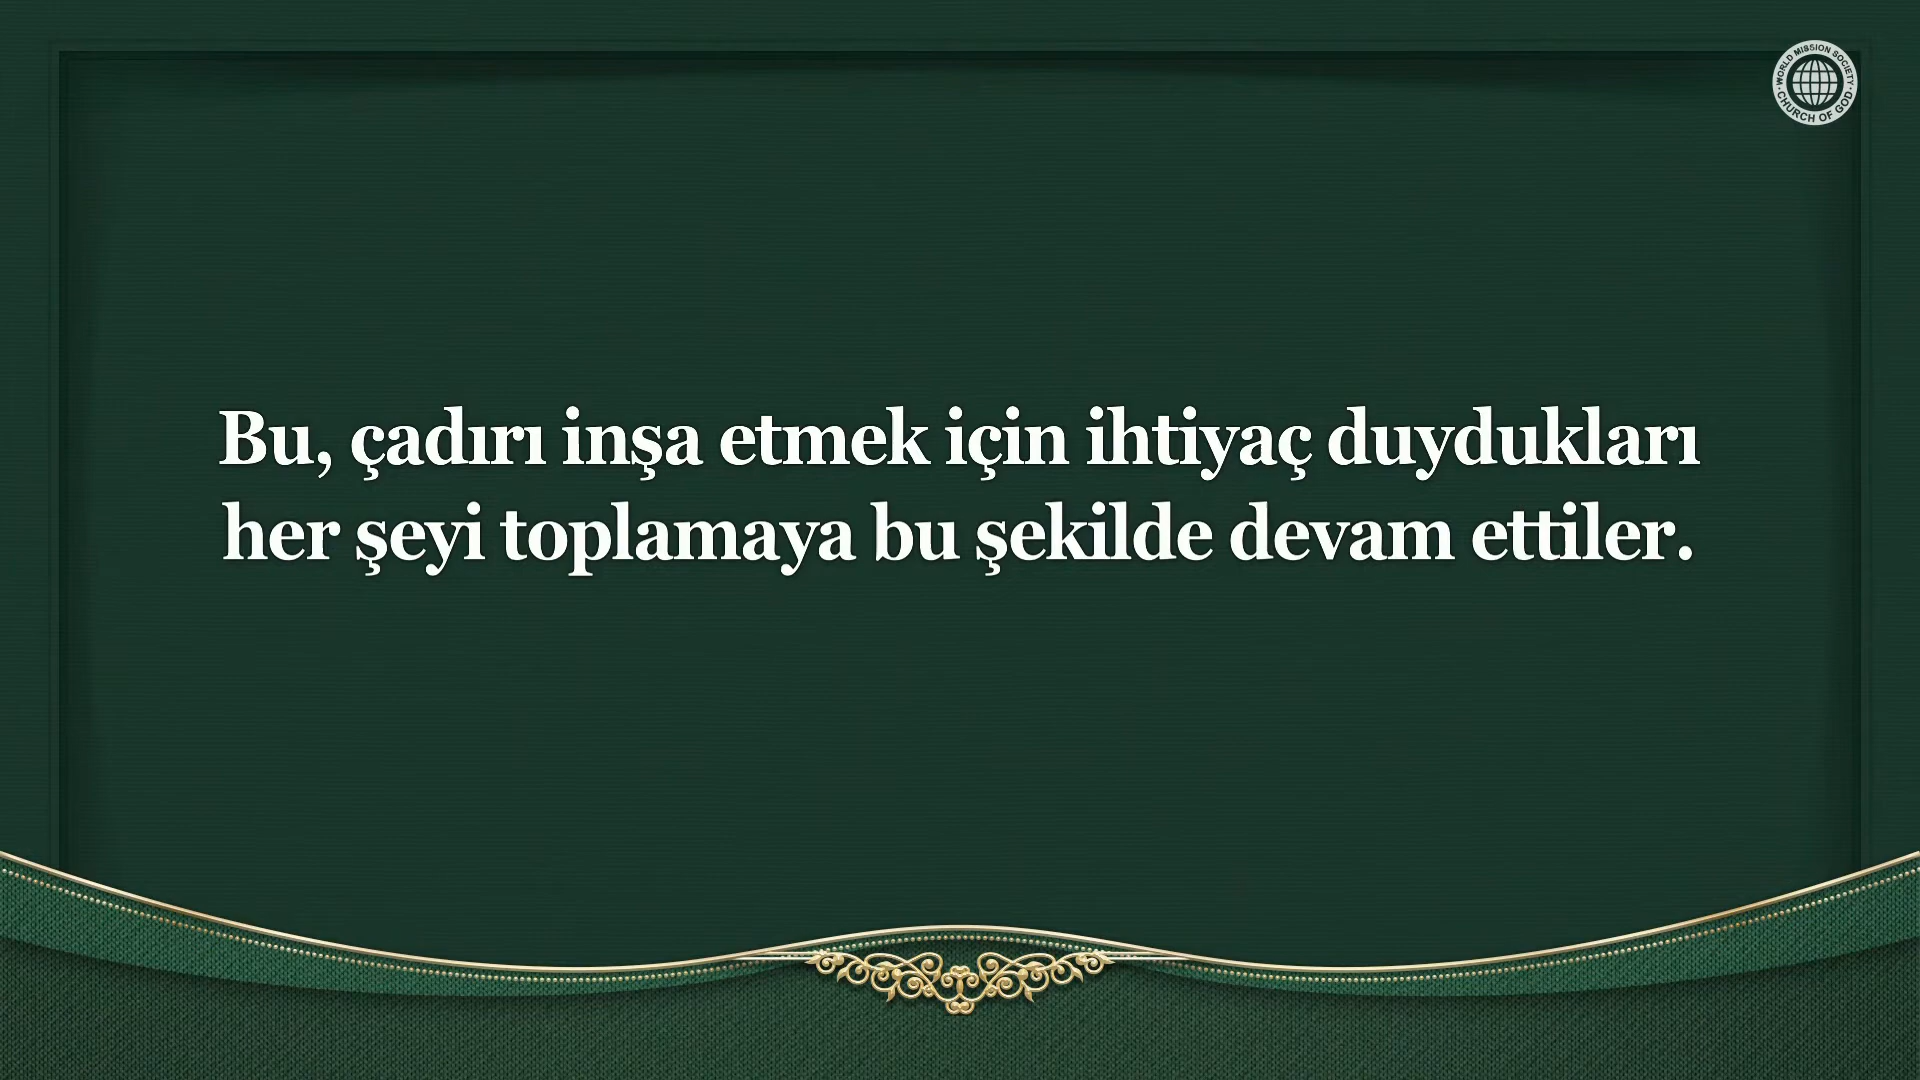 WORLD MISSION SOCIETY
CHURCH OF GOD
Bu, çadırı inşa etmek için ihtiyaç duydukları
her şeyi toplamaya bu şekilde devam ettiler.